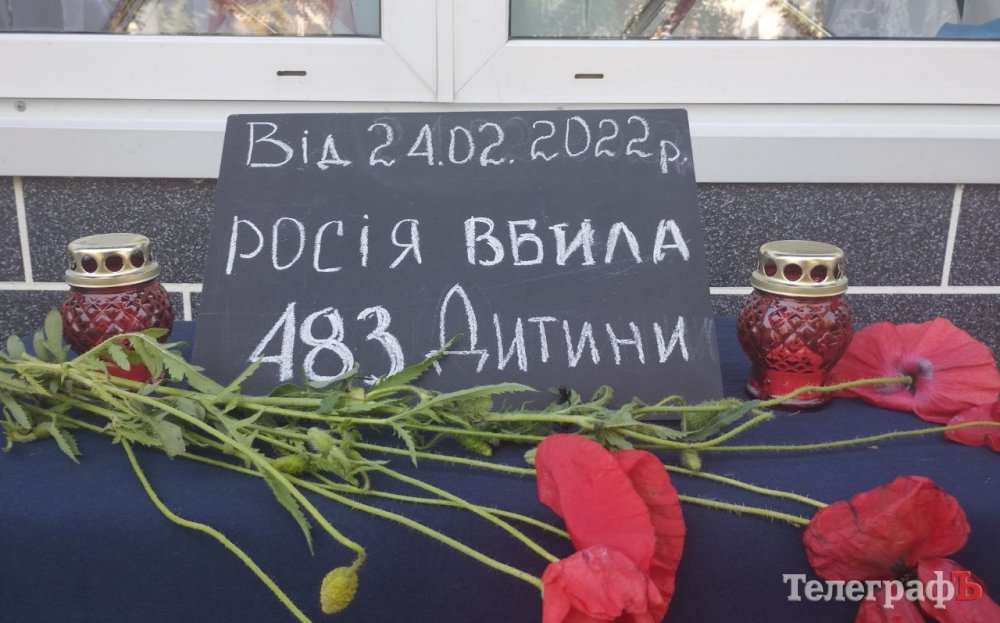 Від 24.02.2022р.
РОСІЯ ВБИЛА
483 Дитини
ТелеграфЪ